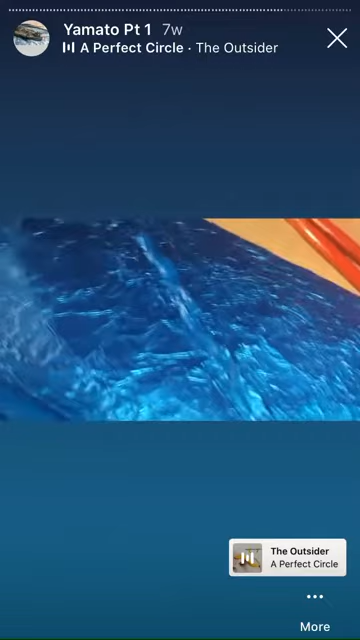 Yamato Pt 1 7w
A Perfect Circle · The Outsider
The Outsider
A Perfect Circle
More